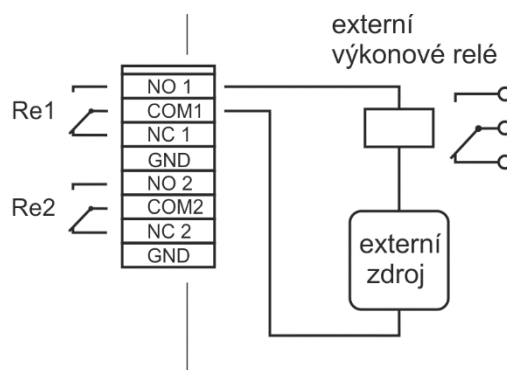 externí
výkonové relé
Re1
NO 1
COM1
NC 1
GND
Re2
NO 2
COM2
NC 2
GND
externí
zdroj